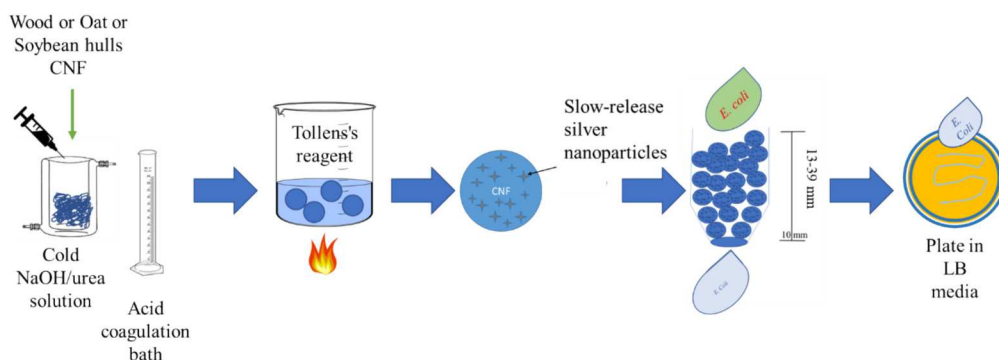 Wood or Oat or
Soybean hulls
CNF
Cold
NaOH/urea
solution
Acid
coagulation
bath
Tollens's
reagent
CNF
Slow-release
silver
nanoparticles
E. coli
13-39 mm
10 mm
E. Coli
E. Coli
Plate in
LB
media